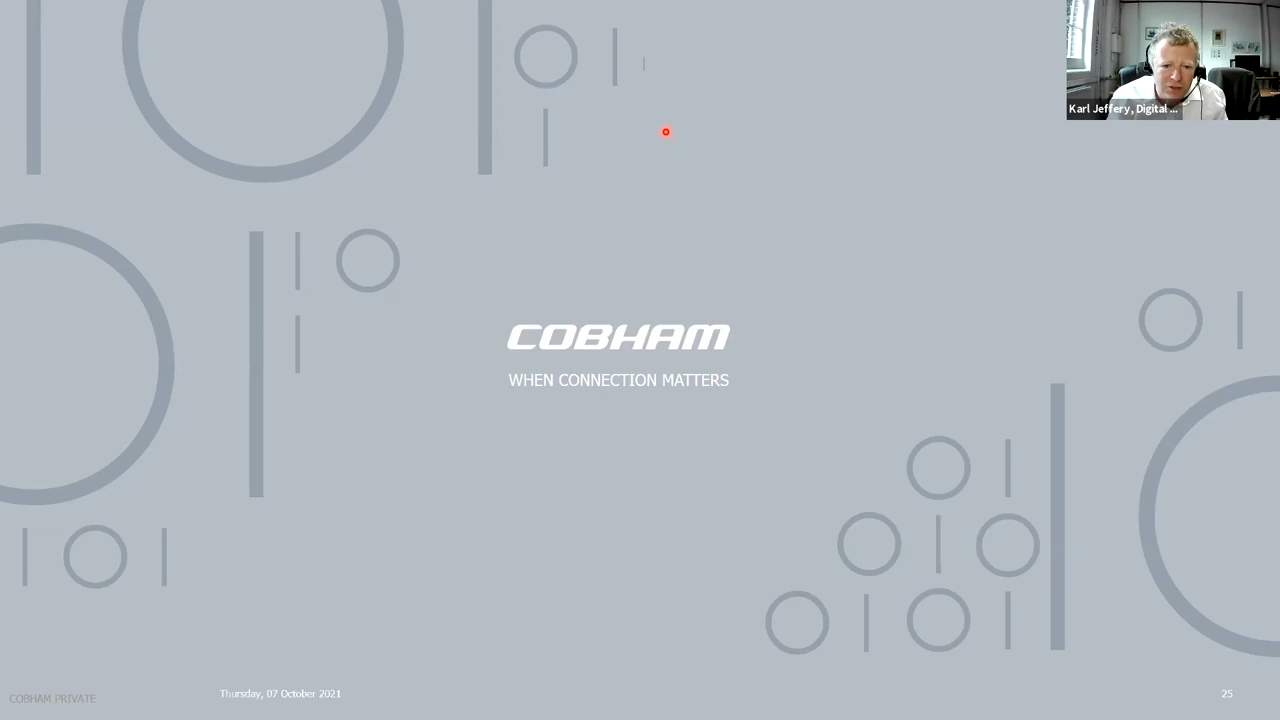 Karl Jeffery, Digital ...
COBHAM
WHEN CONNECTION MATTERS
COBHAM PRIVATE
Thursday, 07 October 2021
25